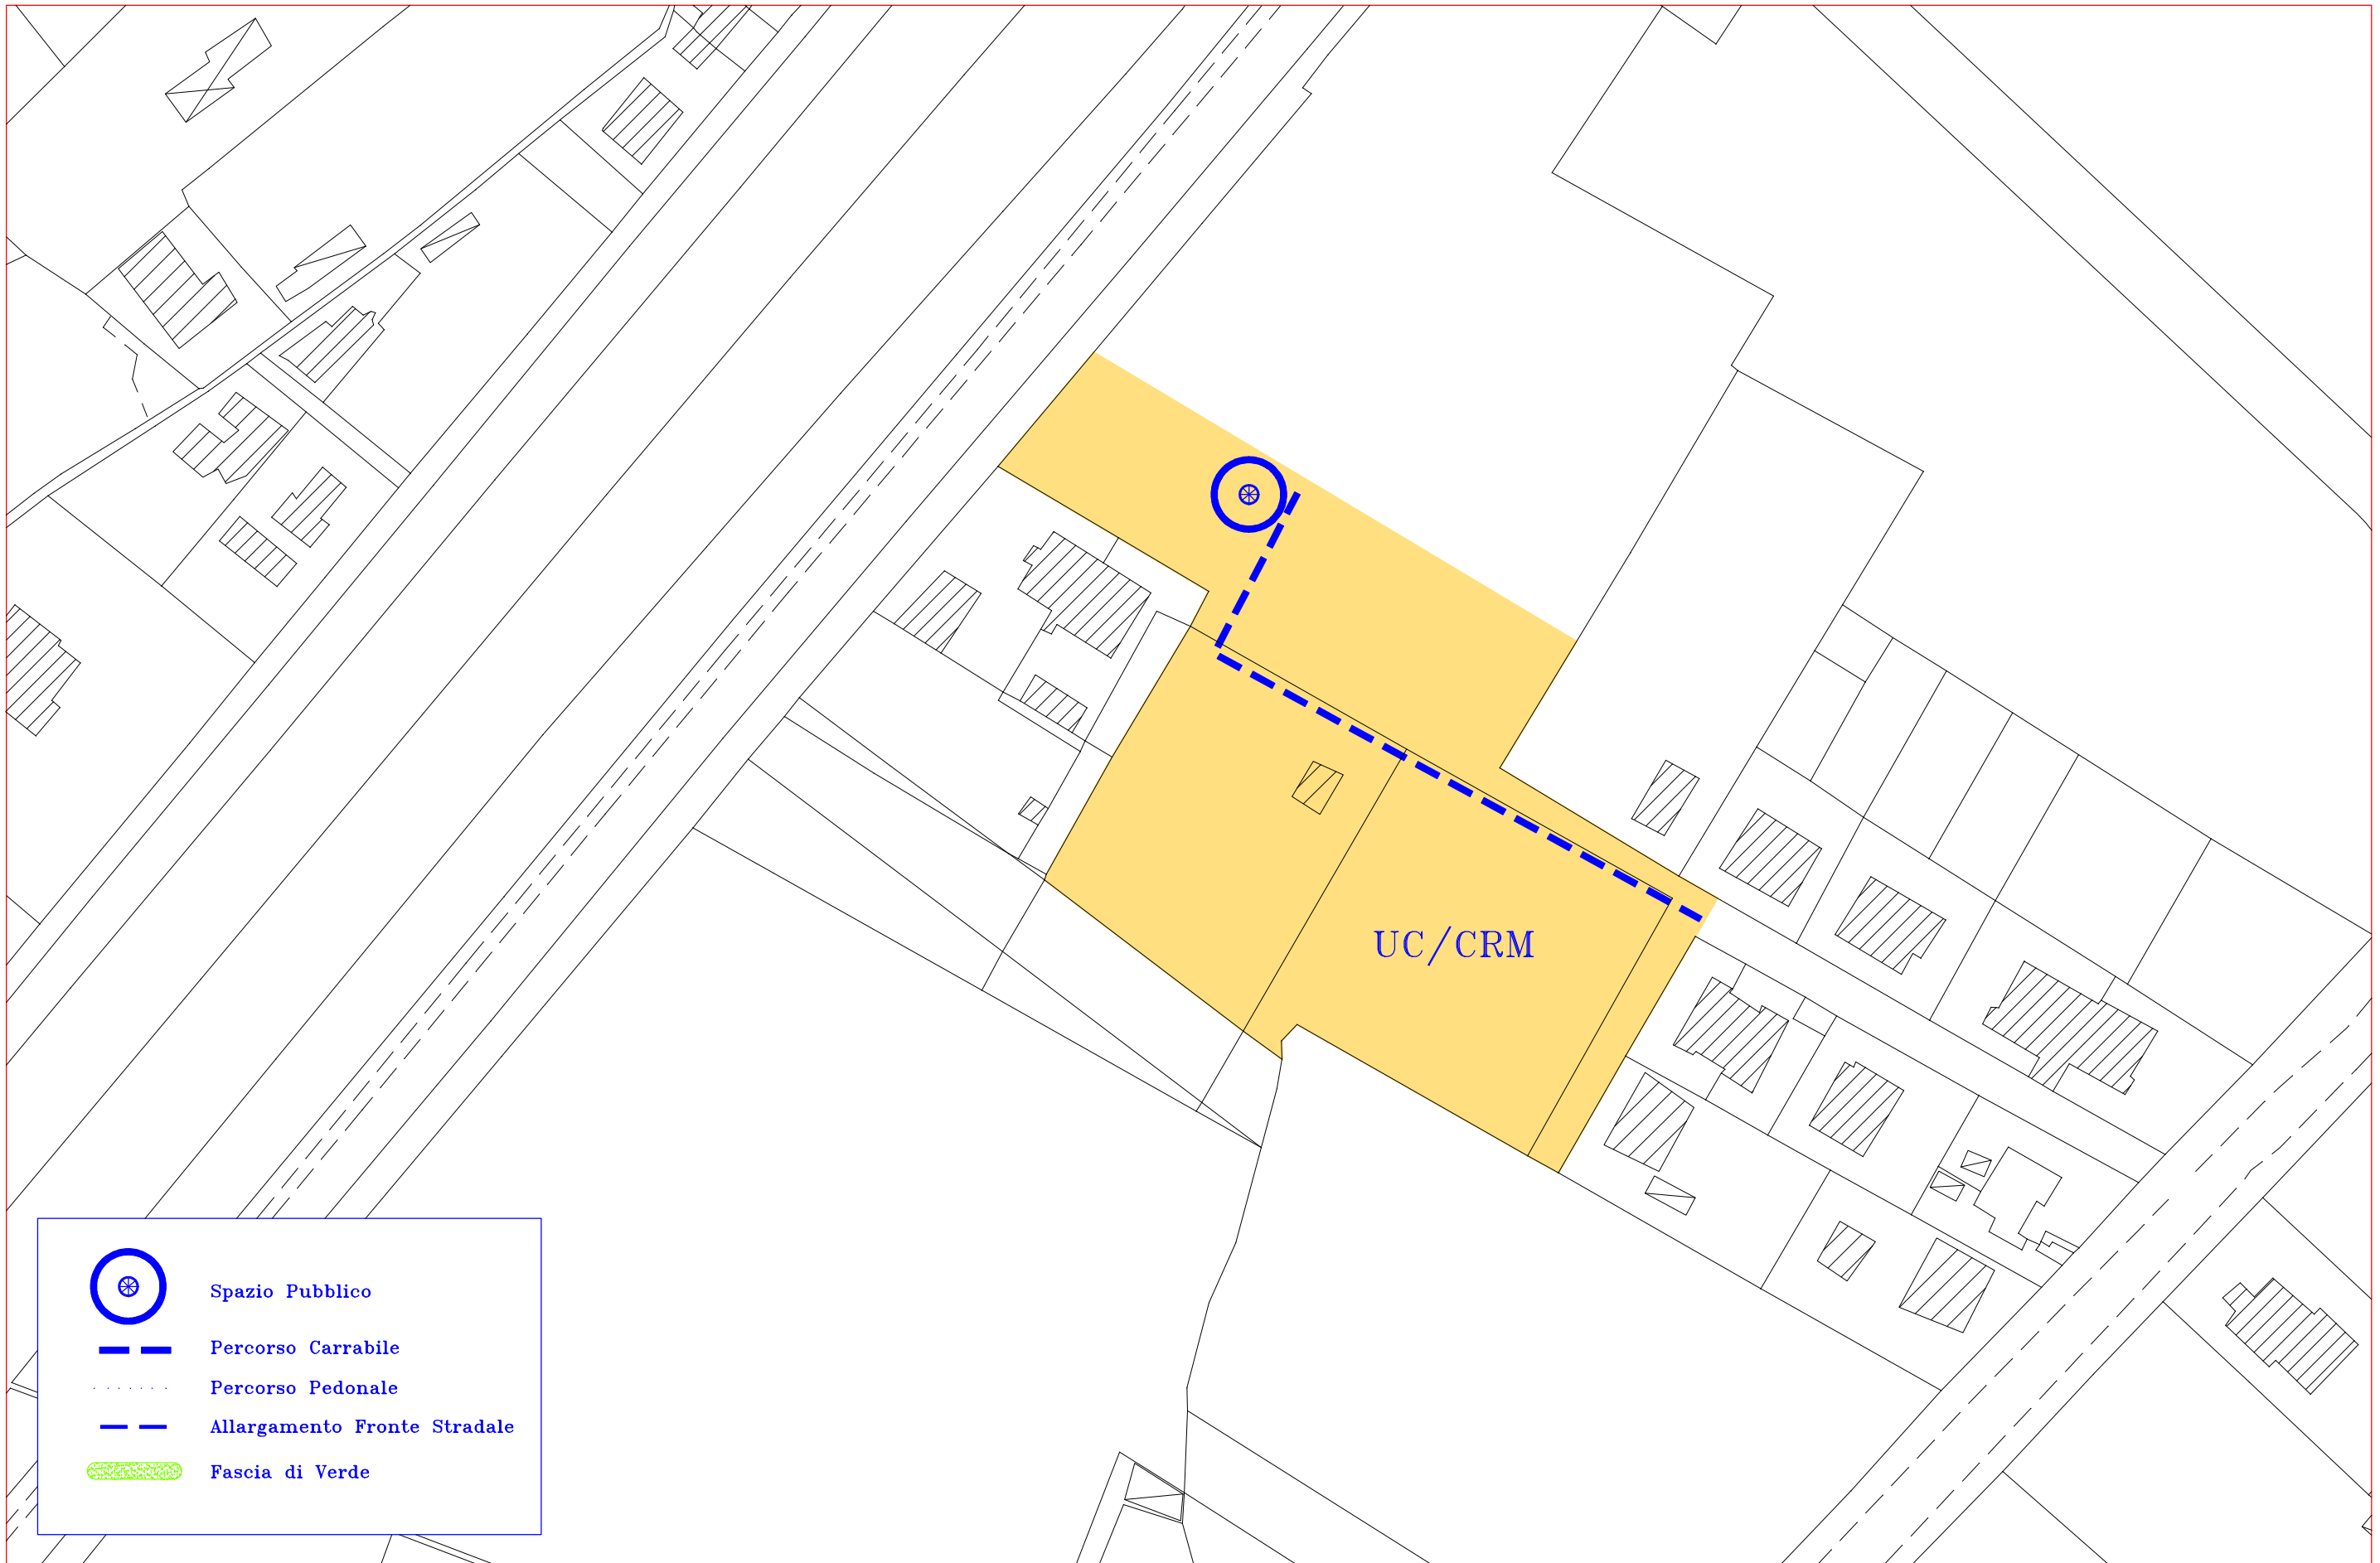 UC/CRM
Spazio Pubblico
Percorso Carrabile
Percorso Pedonale
Allargamento Fronte Stradale
Fascia di Verde